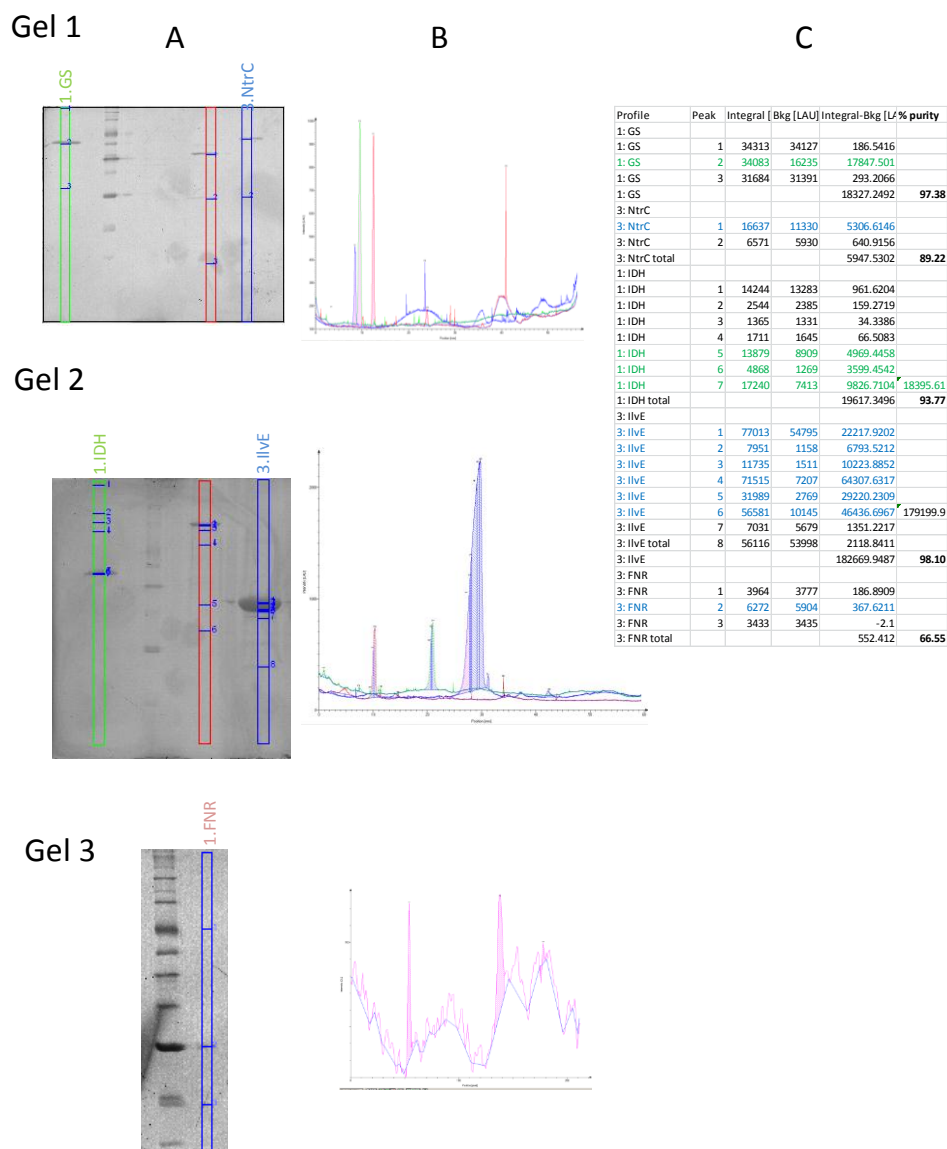 Gel 1
A
B
C
1.GS
3.NtrC
Profile Peak Integral [ Bkg [LAU] Integral-Bkg [LA % purity
1: GS
1: GS 1 34313 34127 186.5416
1: GS 2 34083 16235 17847.501
1: GS 3 31684 31391 293.2066
1: GS 18327.2492 97.38
3: NtrC
3: NtrC 1 16637 11330 5306.6146
3: NtrC 2 6571 5930 640.9156
3: NtrC total 5947.5302 89.22
1: IDH
1: IDH 1 14244 13283 961.6204
1: IDH 2 2544 2385 159.2719
1: IDH 3 1365 1331 34.3386
1: IDH 4 1711 1645 66.5083
1: IDH 5 13879 8909 4969.4458
1: IDH 6 4868 1269 3599.4542
1: IDH 7 17240 7413 9826.7104 18395.61
1: IDH total 19617.3496 93.77
3: IlvE
3: IlvE 1 77013 54795 22217.9202
3: IlvE 2 7951 1158 6793.5212
3: IlvE 3 11735 1511 10223.8852
3: IlvE 4 71515 7207 64307.6317
3: IlvE 5 31989 2769 29220.2309
3: IlvE 6 56581 10145 46436.6967 179199.9
3: IlvE 7 7031 5679 1351.2217
3: IlvE total 8 56116 53998 2118.8411
3: IlvE 182669.9487 98.10
3: FNR
3: FNR 1 3964 3777 186.8909
3: FNR 2 6272 5904 367.6211
3: FNR 3 3433 3435 -2.1
3: FNR total 552.412 66.55
Gel 2
1.IDH
3.IlvE
Gel 3
1.FNR